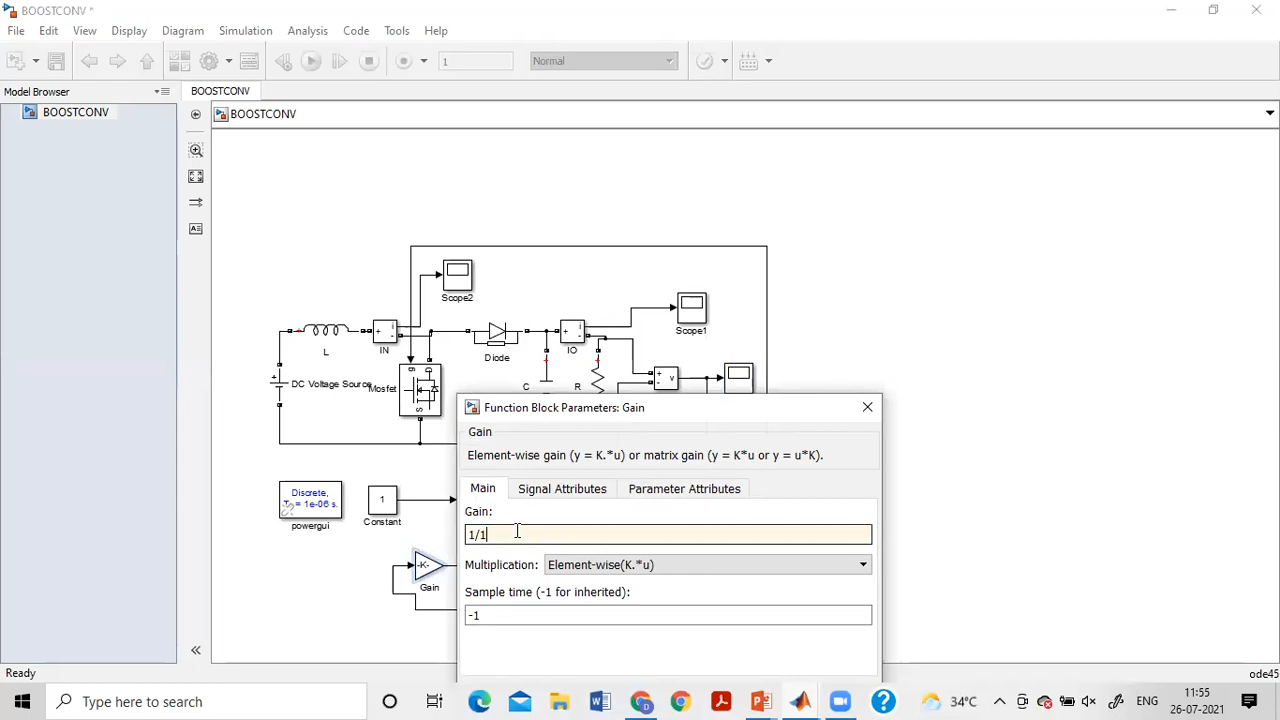 BOOSTCONV *
File Edit View Display Diagram Simulation Analysis Code Tools Help
1
Normal
Model Browser
BOOSTCONV
BOOSTCONV
BOOSTCONV
Scope2
Scope1
L
IN
i
+
-
Diode
IO
i
+
-
DC Voltage Source
+
-
Mosfet
g
D
S
C
R
+
-
v
Function Block Parameters: Gain
Gain
Element-wise gain (y = K.*u) or matrix gain (y = K*u or y = u*K).
Main Signal Attributes Parameter Attributes
Gain:
1/1
Multiplication: Element-wise(K.*u)
Sample time (-1 for inherited):
-1
Discrete,
= 1e-06 s.
powergui
1
Constant
-K-
Gain
Ready
ode45
Type here to search
34°C
ENG
11:55
26-07-2021